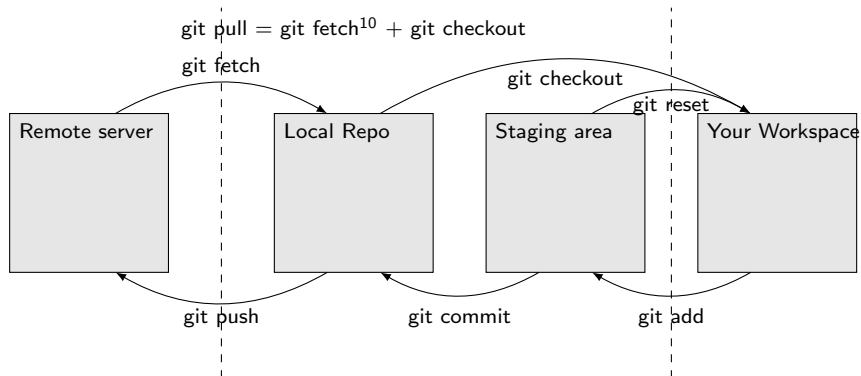 git pull = git fetch¹⁰ + git checkout
git fetch
git checkout
git reset
Remote server
Local Repo
Staging area
Your Workspace
git push
git commit
git add